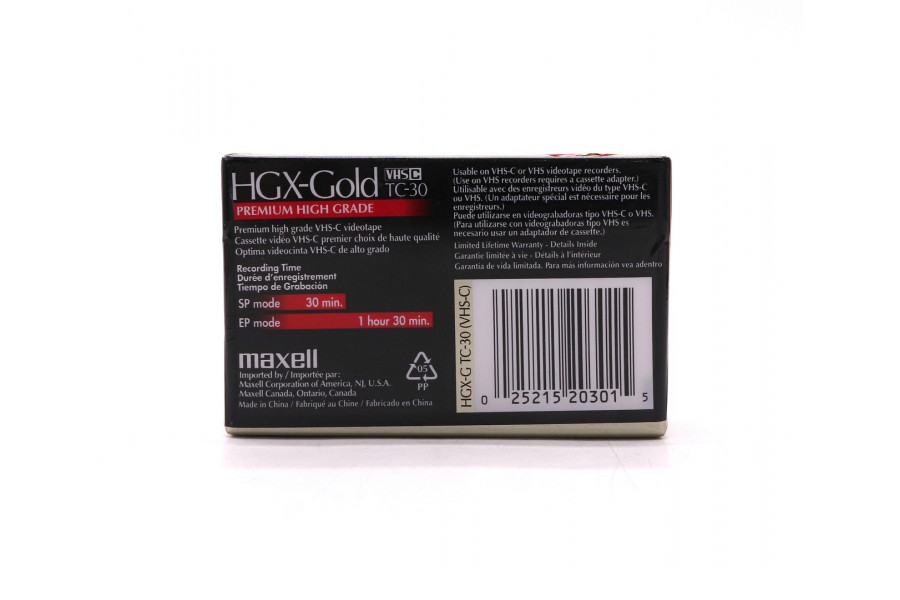 HGX-Gold VHS C TC-30
PREMIUM HIGH GRADE
Premium high grade VHS-C videotape
Cassette vidéo VHS-C premier choix de haute qualité
Optima videocinta VHS-C de alto grado
Recording Time
Durée d'enregistrement
Tiempo de Grabación
SP mode 30 min.
EP mode 1 hour 30 min.
maxell
Imported by / Importée par:
Maxell Corporation of America, NJ, U.S.A.
Maxell Canada, Ontario, Canada
Made in China / Fabriqué au Chine / Fabricado en China
05
PP
Usable on VHS-C or VHS videotape recorders.
(Use on VHS recorders requires a cassette adapter.)
Utilisable avec des enregistreurs vidéo du type VHS-C
ou VHS. (Un adaptateur spécial est nécessaire pour les
enregistreurs.)
Puede utilizarse en videograbadoras tipo VHS-C o VHS.
(Para utilizarse con videograbadoras tipo VHS es
necesario usar un adaptador de cassette.)
Limited Lifetime Warranty - Details Inside
Garantie limitée à vie - Détails à l'intérieur
Garantia de vida limitada. Para más información vea adentro
HGX-G TC-30 (VHS-C)
0 25215 20301 5